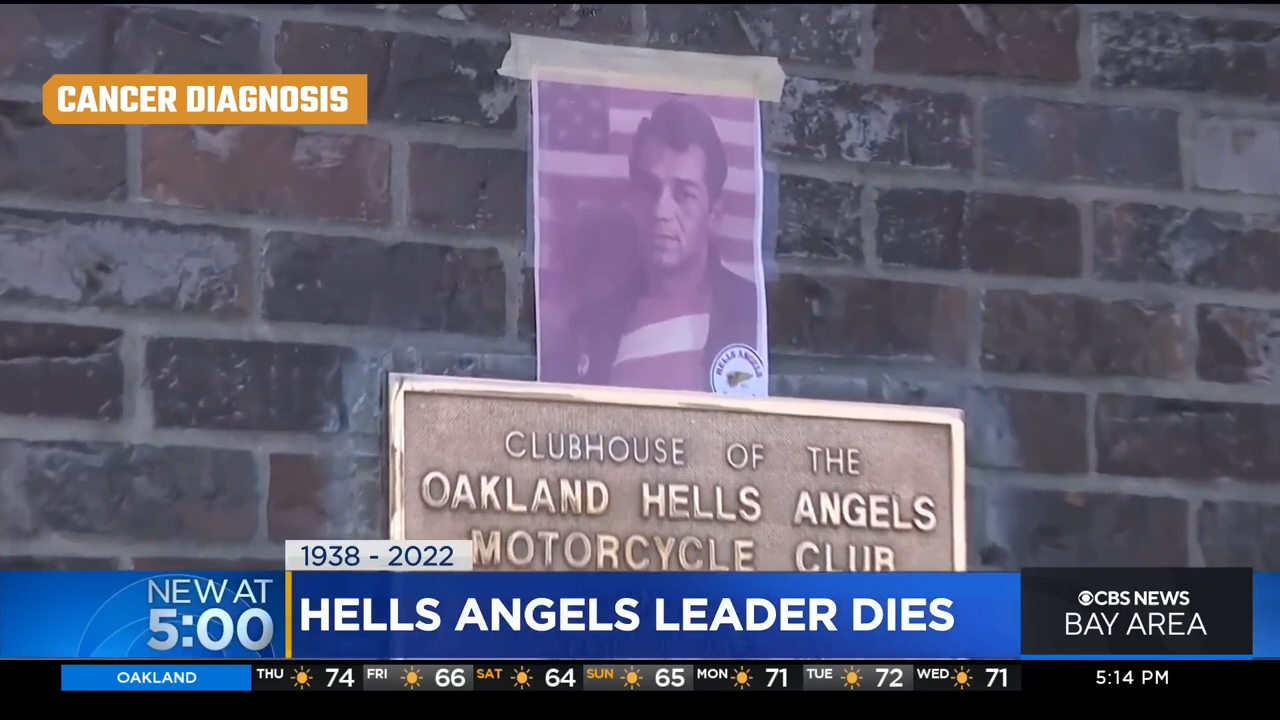 CANCER DIAGNOSIS
HELLS ANGELS
CLUBHOUSE OF THE
OAKLAND HELLS ANGELS
MOTORCYCLE CLUB
1938 - 2022
NEW AT
5:00
HELLS ANGELS LEADER DIES
CBS NEWS
BAY AREA
OAKLAND THU 74 FRI 66 SAT 64 SUN 65 MON 71 TUE 72 WED 71 5:14 PM